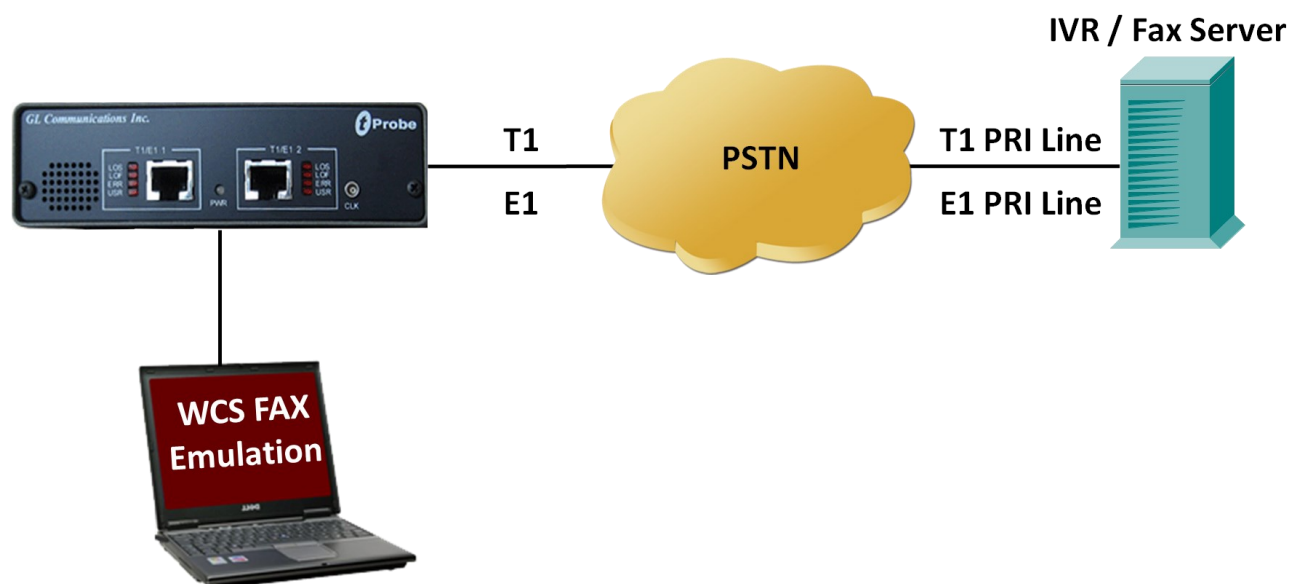 IVR / Fax Server
GL Communications Inc.
tProbe
T1/E1 1
T1/E1 2
LOS
LOF
ERR
USR
LOS
LOF
ERR
USR
PWR
CLK
T1
E1
PSTN
T1 PRI Line
E1 PRI Line
WCS FAX
Emulation
DELL